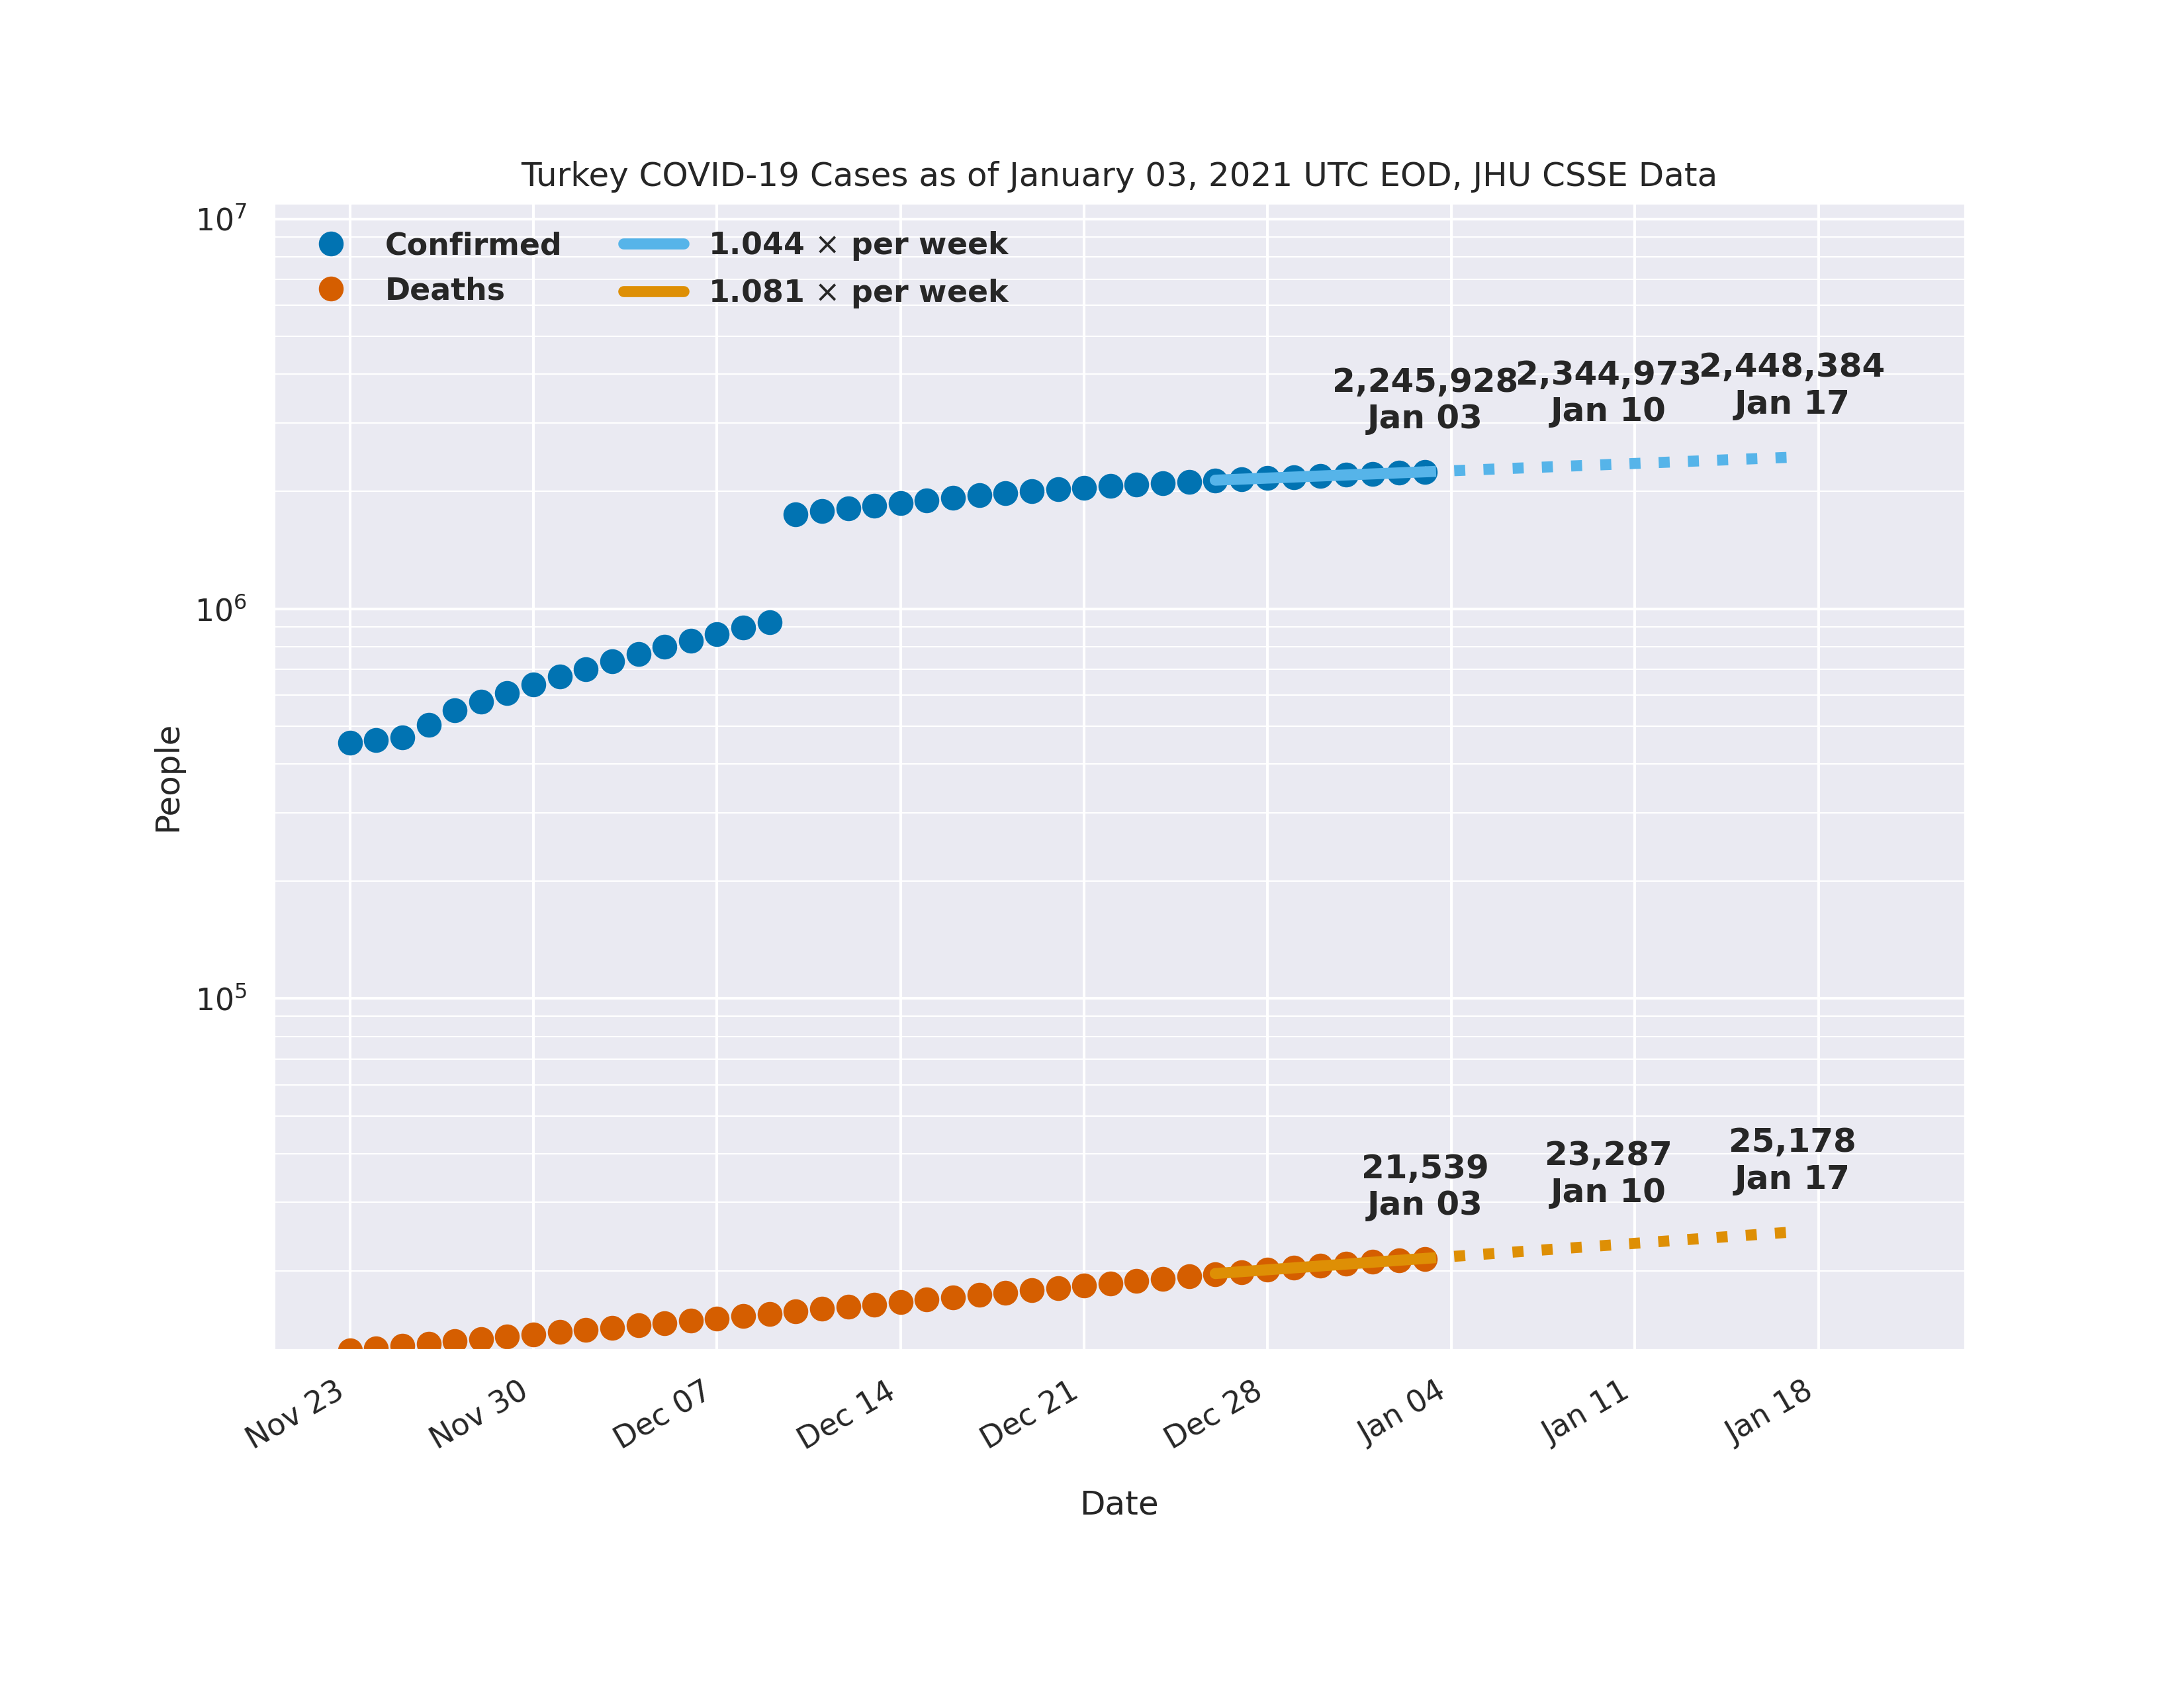 Turkey COVID-19 Cases as of January 03, 2021 UTC EOD, JHU CSSE Data
10⁷
Confirmed
Deaths
1.044 × per week
1.081 × per week
2,245,928
Jan 03
2,344,973
Jan 10
2,448,384
Jan 17
10⁶
People
10⁵
21,539
Jan 03
23,287
Jan 10
25,178
Jan 17
Nov 23
Nov 30
Dec 07
Dec 14
Dec 21
Dec 28
Jan 04
Jan 11
Jan 18
Date